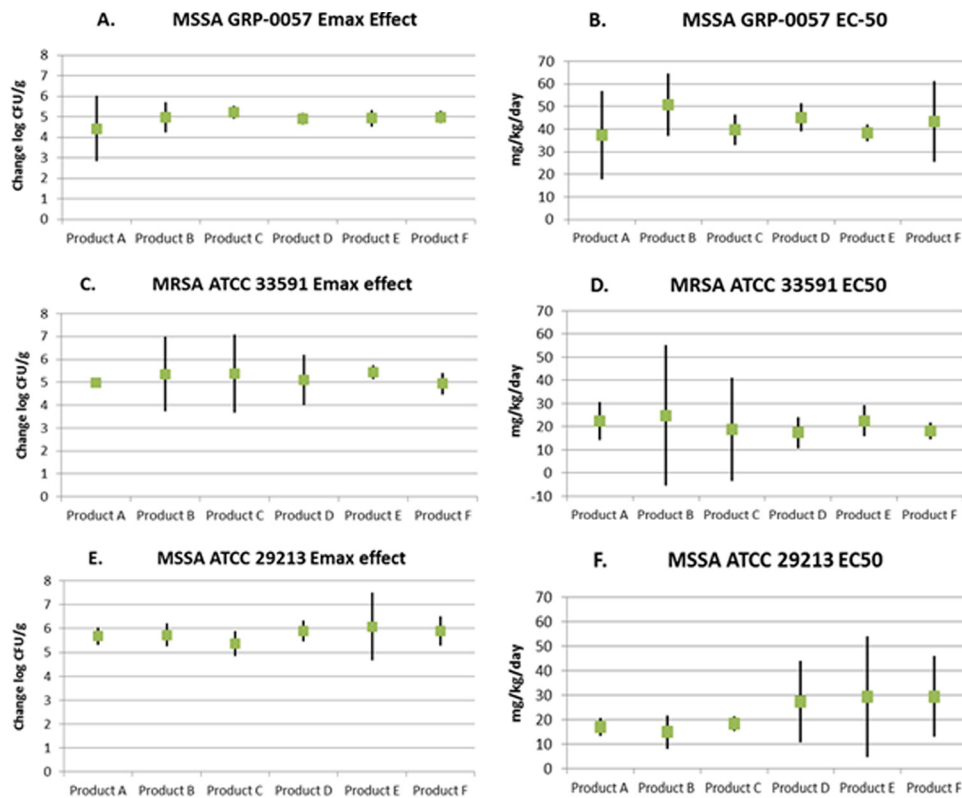 A. MSSA GRP-0057 Emax Effect
8
7
6
5
4
3
2
1
0
Change log CFU/g
Product A Product B Product C Product D Product E Product F
B. MSSA GRP-0057 EC-50
70
60
50
40
30
20
10
0
mg/kg/day
Product A Product B Product C Product D Product E Product F
C. MRSA ATCC 33591 Emax effect
8
7
6
5
4
3
2
1
0
Change log CFU/g
Product A Product B Product C Product D Product E Product F
D. MRSA ATCC 33591 EC50
70
60
50
40
30
20
10
0
-10
mg/kg/day
Product A Product B Product C Product D Product E Product F
E. MSSA ATCC 29213 Emax effect
8
7
6
5
4
3
2
1
0
Change log CFU/g
Product A Product B Product C Product D Product E Product F
F. MSSA ATCC 29213 EC50
70
60
50
40
30
20
10
0
mg/kg/day
Product A Product B Product C Product D Product E Product F